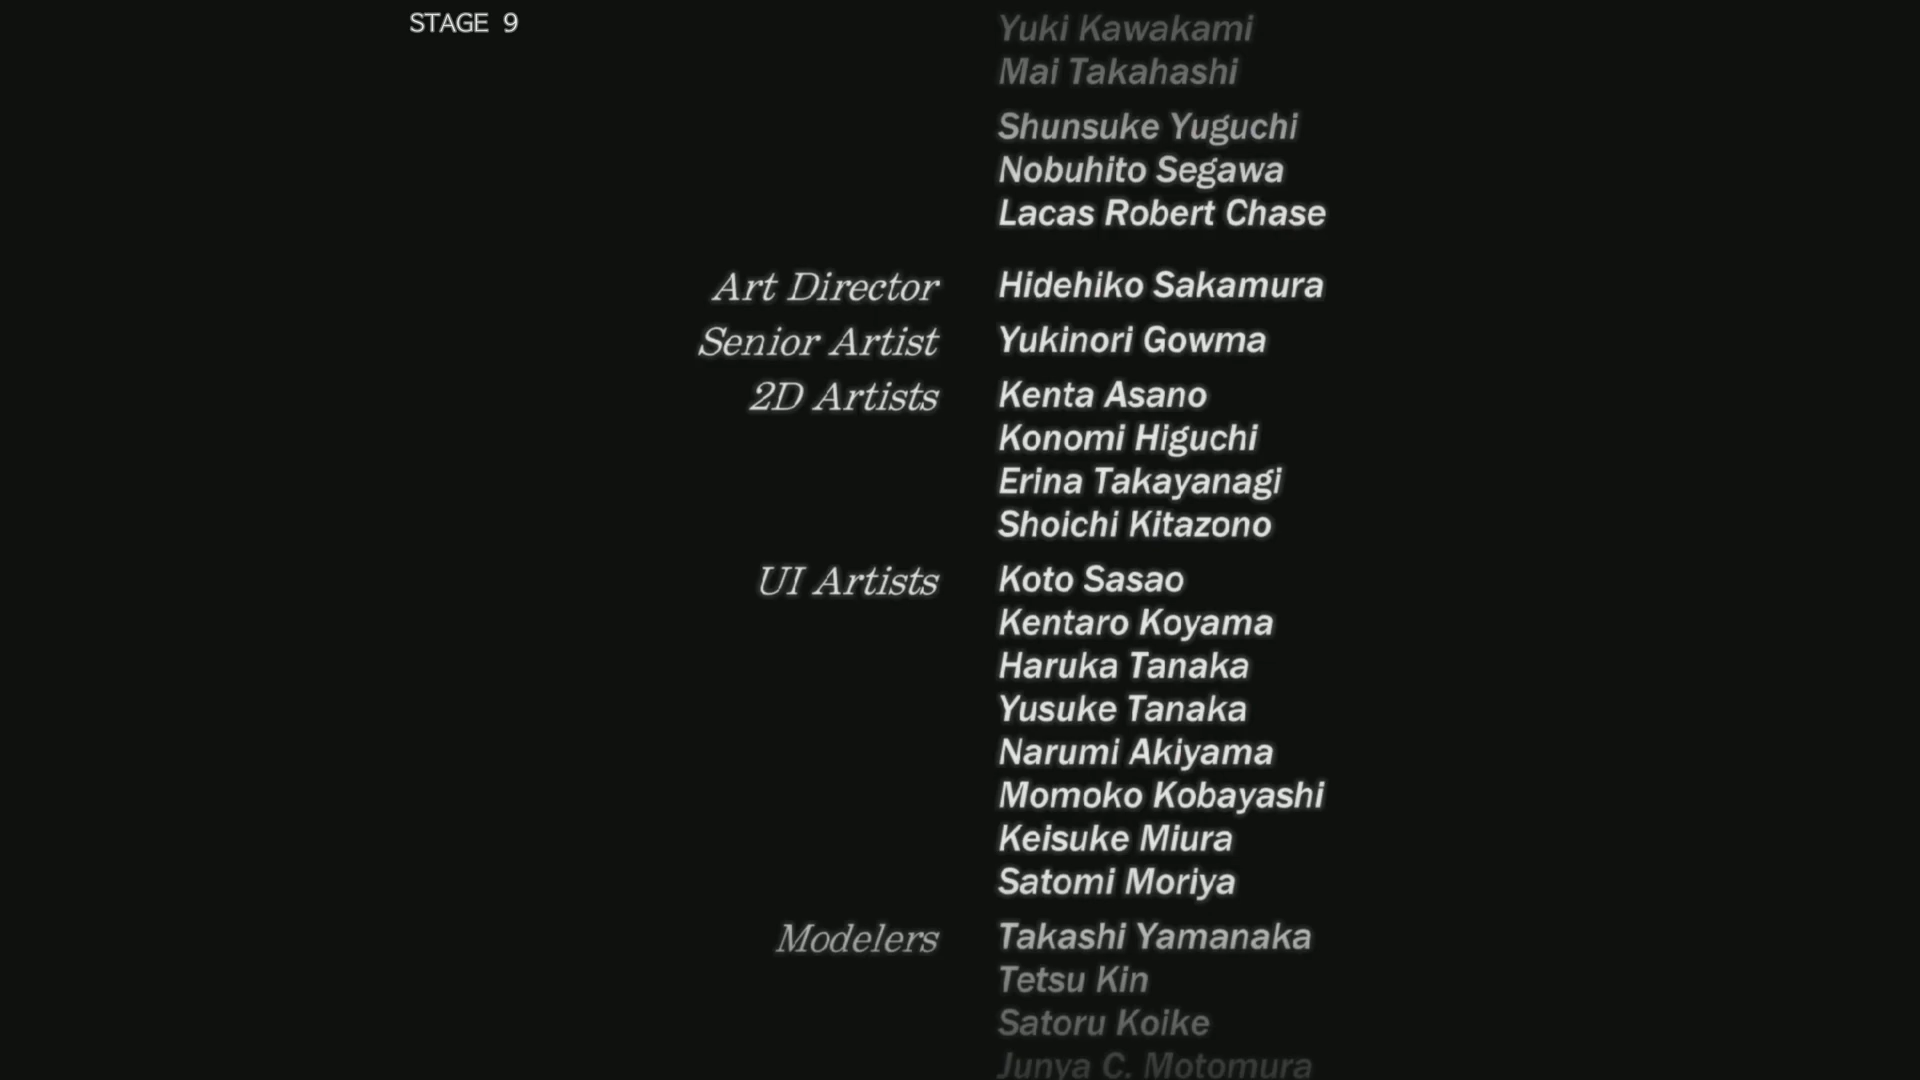 STAGE 9
Yuki Kawakami
Mai Takahashi
Shunsuke Yuguchi
Nobuhito Segawa
Lacas Robert Chase
Art Director Hidehiko Sakamura
Senior Artist Yukinori Gowma
2D Artists Kenta Asano
Konomi Higuchi
Erina Takayanagi
Shoichi Kitazono
UI Artists Koto Sasao
Kentaro Koyama
Haruka Tanaka
Yusuke Tanaka
Narumi Akiyama
Momoko Kobayashi
Keisuke Miura
Satomi Moriya
Modelers Takashi Yamanaka
Tetsu Kin
Satoru Koike
Junya C. Motomura